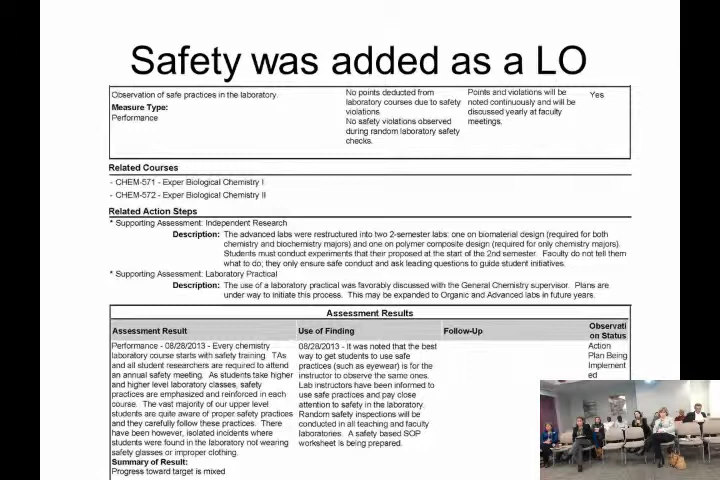 Safety was added as a LO
Observation of safe practices in the laboratory.
Measure Type:
Performance
No points deducted from
laboratory courses due to safety
violations
No safety violations observed
during random laboratory safety
checks.
Points and violations will be
noted continuously and will be
discussed yearly at faculty
meetings.
Yes
Related Courses
- CHEM-571 - Exper Biological Chemistry I
- CHEM-572 - Exper Biological Chemistry II
Related Action Steps
* Supporting Assessment: Independent Research
Description: The advanced labs were restructured into two 2-semester labs: one on biomaterial design (required for both
chemistry and biochemistry majors) and one on polymer composite design (required for only chemistry majors).
Students must conduct experiments that their proposed at the start of the 2nd semester. Faculty do not tell them
what to do; they only ensure safe conduct and ask leading questions to guide student initiatives.
* Supporting Assessment: Laboratory Practical
Description: The use of a laboratory practical was favorably discussed with the General Chemistry supervisor. Plans are
under way to initiate this process. This may be expanded to Organic and Advanced labs in future years.
Assessment Results
Assessment Result
Use of Finding
Follow-Up
Observati
on Status
Performance - 08/28/2013 - Every chemistry
laboratory course starts with safety training. TAs
and all student researchers are required to attend
an annual safety meeting. As students take higher
and higher level laboratory classes, safety
practices are emphasized and reinforced in each
course. The vast majority of our upper level
students are quite aware of proper safety practices
and they carefully follow these practices. There
have been however, isolated incidents where
students were found in the laboratory not wearing
safety glasses or improper clothing.
Summary of Result:
Progress toward target is mixed
08/28/2013 - It was noted that the best
way to get students to use safe
practices (such as eyewear) is for the
instructor to observe the same ones.
Lab instructors have been informed to
use safe practices and pay close
attention to safety in the laboratory.
Random safety inspections will be
conducted in all teaching and faculty
laboratories. A safety based SOP
worksheet is being prepared.
Action
Plan Being
Implement
ed